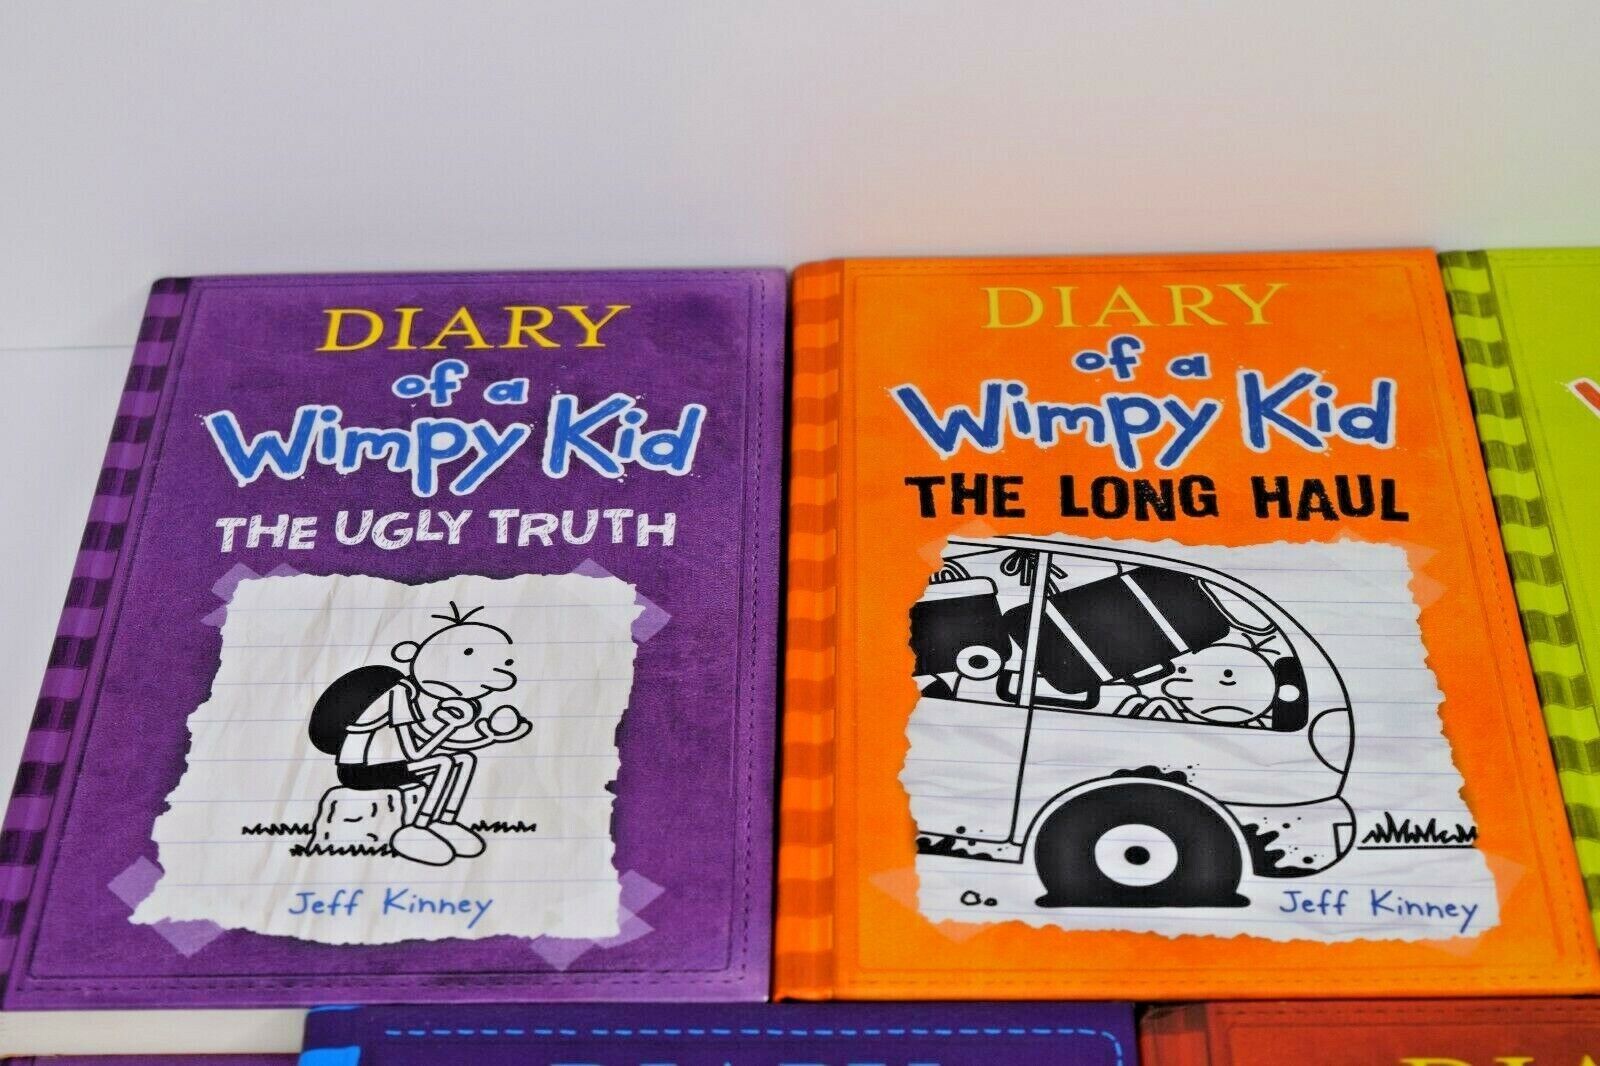 DIARY
of a
Wimpy Kid
THE UGLY TRUTH
Jeff Kinney
DIARY
of a
Wimpy Kid
THE LONG HAUL
Jeff Kinney